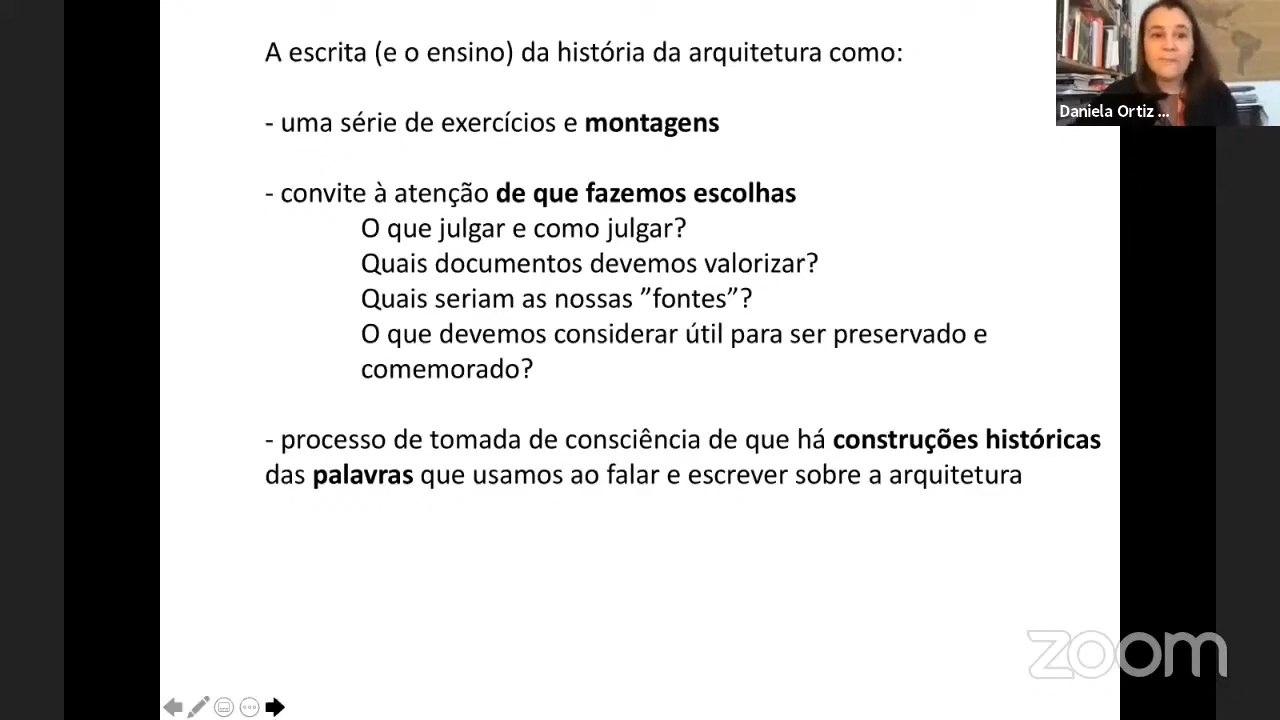 A escrita (e o ensino) da história da arquitetura como:
- uma série de exercícios e montagens
- convite à atenção de que fazemos escolhas
O que julgar e como julgar?
Quais documentos devemos valorizar?
Quais seriam as nossas ”fontes”?
O que devemos considerar útil para ser preservado e
comemorado?
- processo de tomada de consciência de que há construções históricas
das palavras que usamos ao falar e escrever sobre a arquitetura
Daniela Ortiz ...
zoom